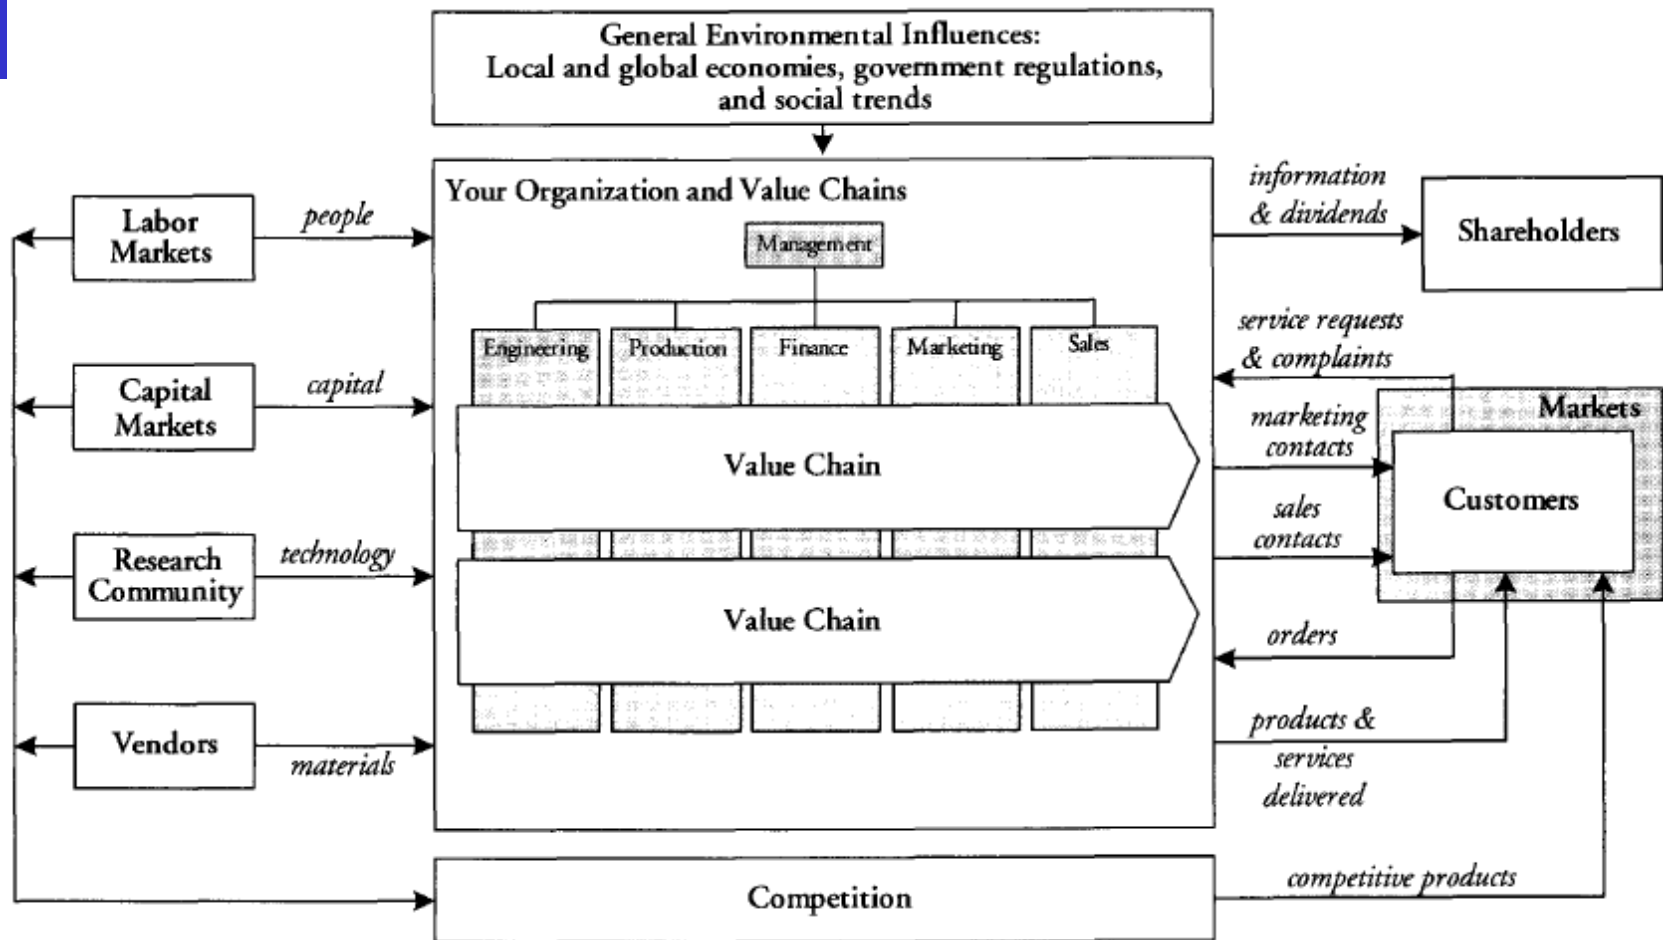 General Environmental Influences:
Local and global economies, government regulations,
and social trends
Your Organization and Value Chains
Management
Engineering
Production
Finance
Marketing
Sales
Value Chain
Value Chain
Labor
Markets
people
Capital
Markets
capital
Research
Community
technology
Vendors
materials
information
& dividends
Shareholders
service requests
& complaints
marketing
contacts
Markets
Customers
sales
contacts
orders
products &
services
delivered
Competition
competitive products